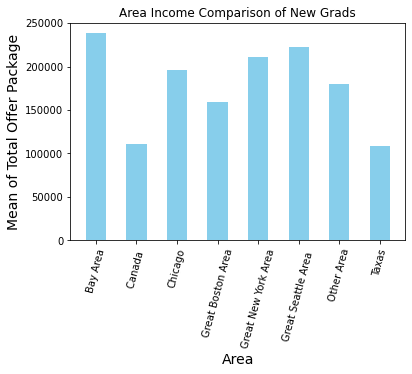 Area Income Comparison of New Grads
Mean of Total Offer Package
250000
200000
150000
100000
50000
0
Bay Area
Canada
Chicago
Great Boston Area
Great New York Area
Great Seattle Area
Other Area
Taxas
Area